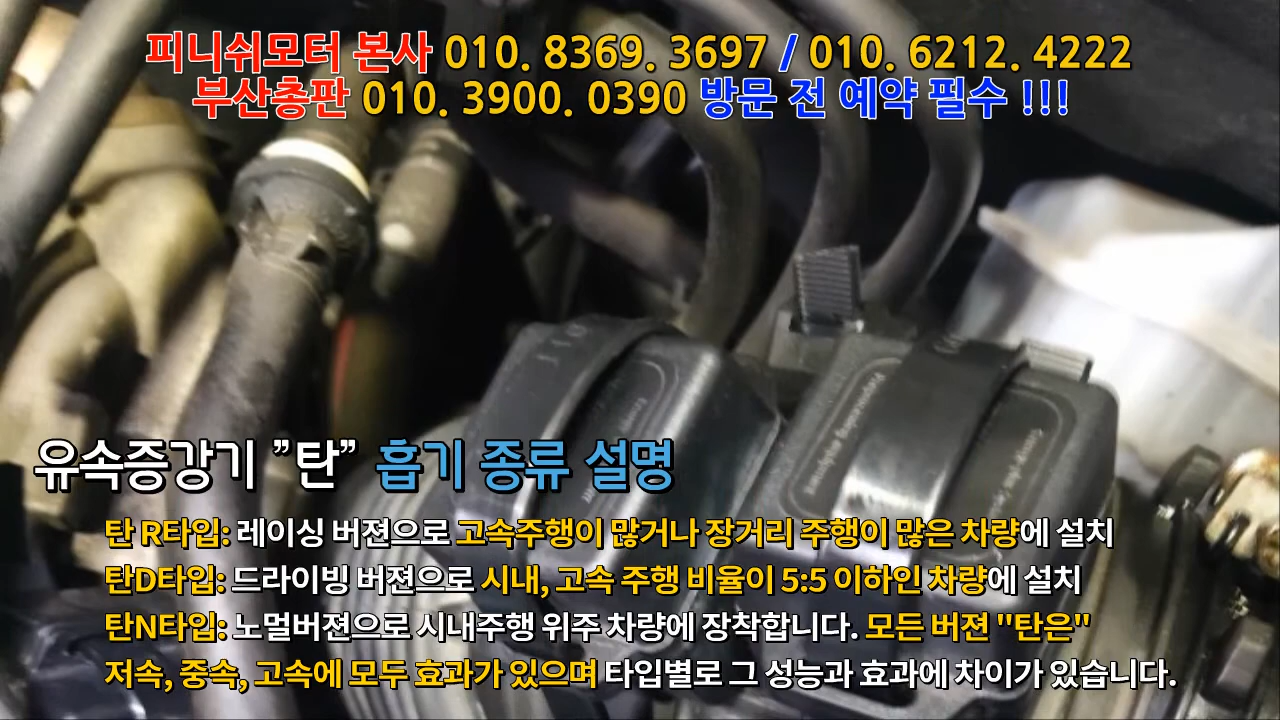 피니쉬모터 본사 010. 8369. 3697 / 010. 6212. 4222
부산총판 010. 3900. 0390 방문 전 예약 필수 !!!
유속증강기 "탄" 흡기 종류 설명
탄 R타입: 레이싱 버젼으로 고속주행이 많거나 장거리 주행이 많은 차량에 설치
탄D타입: 드라이빙 버젼으로 시내, 고속 주행 비율이 5:5 이하인 차량에 설치
탄N타입: 노멀버젼으로 시내주행 위주 차량에 장착합니다. 모든 버젼 "탄은"
저속, 중속, 고속에 모두 효과가 있으며 타입별로 그 성능과 효과에 차이가 있습니다.